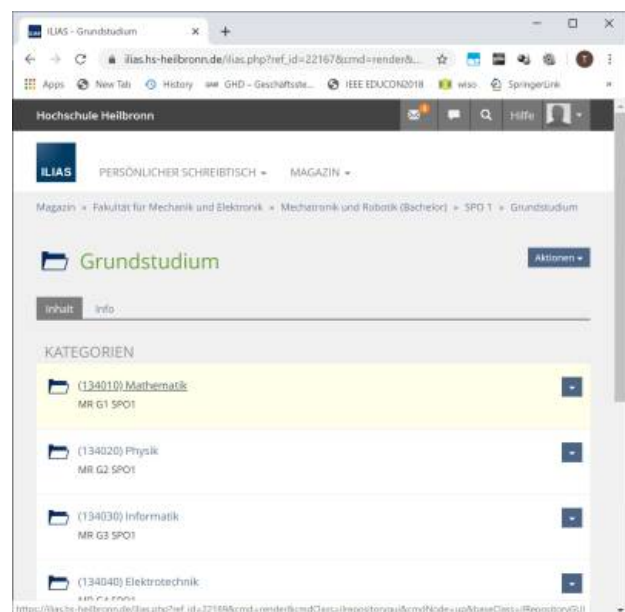 ILIAS - Grundstudium
ilias.hs-heilbronn.de/ilias.php?ref_id=22167&cmd=render&...
Apps New Tab History GHD - Geschäftsste... IEEE EDUCON2018 wiso SpringerLink
Hochschule Heilbronn Hilfe
ILIAS PERSÖNLICHER SCHREIBTISCH MAGAZIN
Magazin » Fakultät für Mechanik und Elektronik » Mechatronik und Robotik (Bachelor) » SPO 1 » Grundstudium
Grundstudium Aktionen
Inhalt Info
KATEGORIEN
(134010) Mathematik
MR G1 SPO1
(134020) Physik
MR G2 SPO1
(134030) Informatik
MR G3 SPO1
(134040) Elektrotechnik
MR G4 SPO1